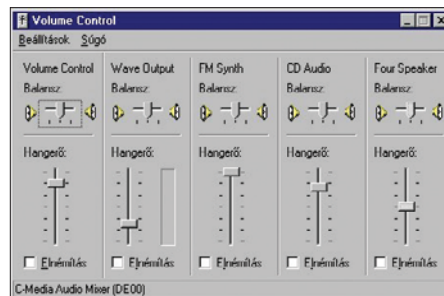 Volume Control
Beállítások Súgó
Volume Control Wave Output FM Synth CD Audio Four Speaker
Balansz: Balansz: Balansz: Balansz: Balansz:
Hangerő: Hangerő: Hangerő: Hangerő: Hangerő:
Elnémítás Elnémítás Elnémítás Elnémítás Elnémítás
C-Media Audio Mixer (DE00)